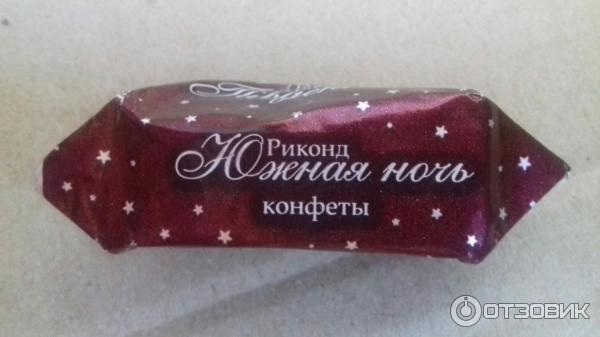 Риконд
Южная ночь
конфеты
ОТЗОВИК